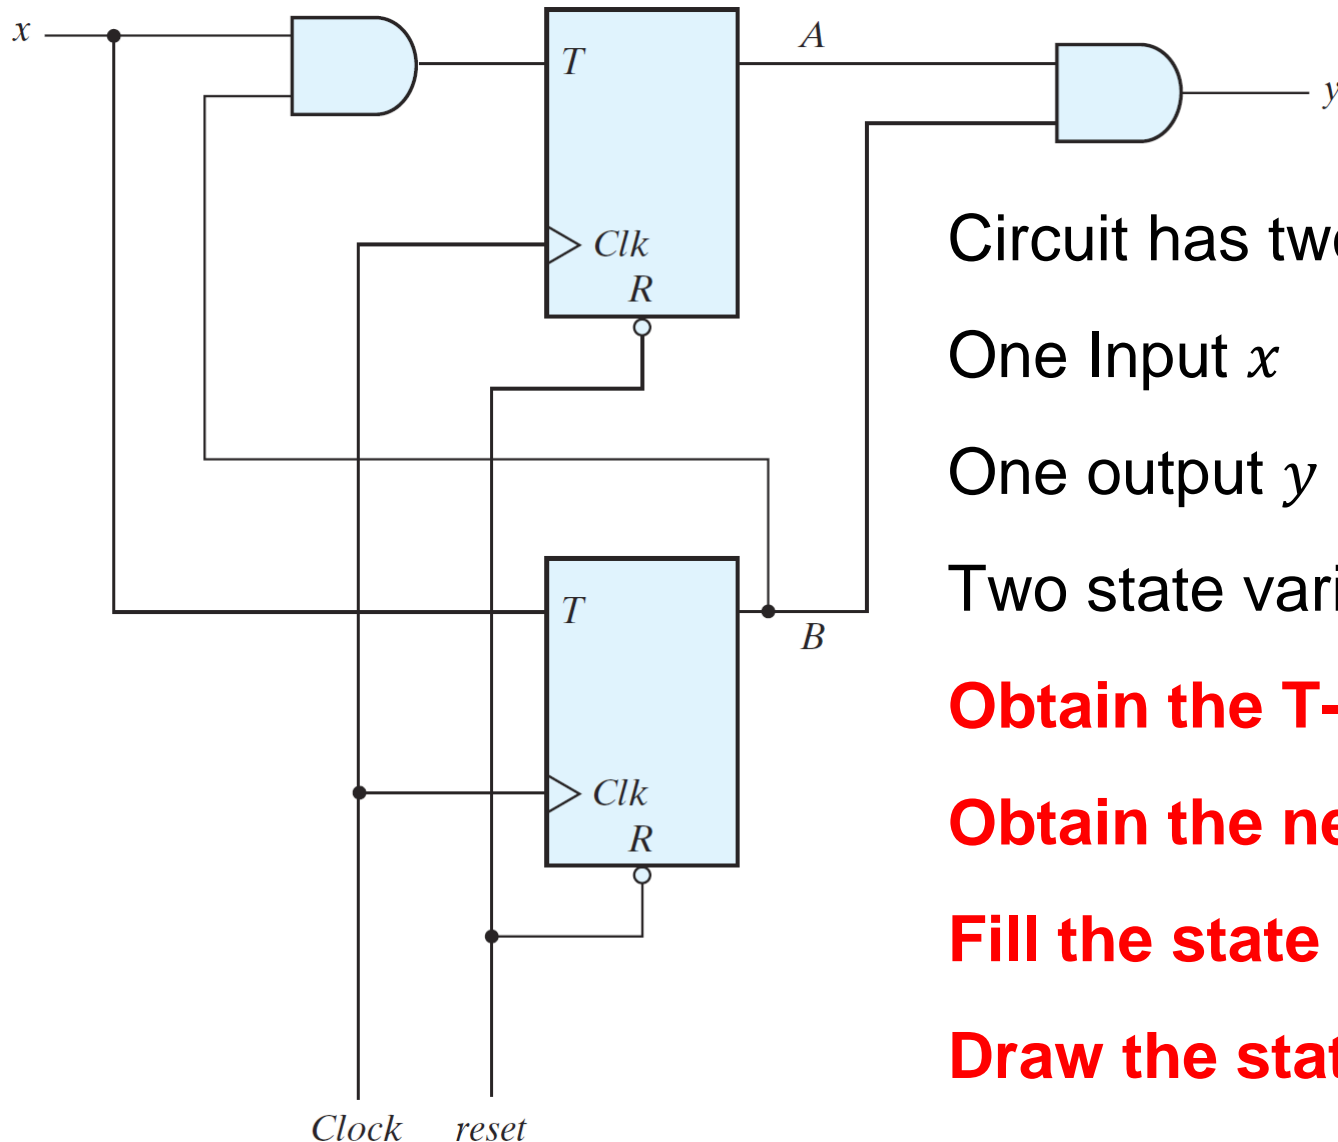 x
T
A
y
Clk
R
Circuit has tw
One Input x
One output y
Two state vari
T
B
Obtain the T-
Obtain the ne
Clk
R
Fill the state
Draw the stat
Clock reset